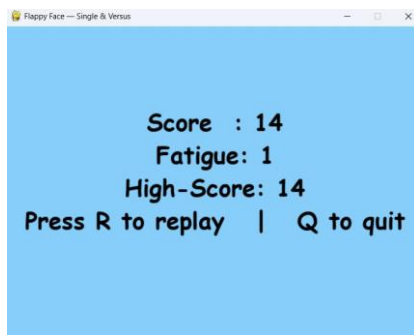 Flappy Face — Single & Versus
Score : 14
Fatigue: 1
High-Score: 14
Press R to replay | Q to quit